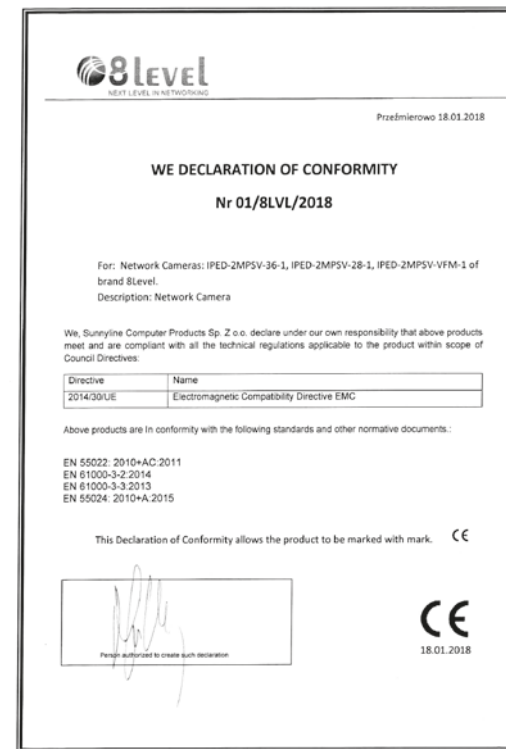 8level
NEXT LEVEL IN NETWORKING
Przeźmierowo 18.01.2018
WE DECLARATION OF CONFORMITY
Nr 01/8LVL/2018
For: Network Cameras: IPED-2MPSV-36-1, IPED-2MPSV-28-1, IPED-2MPSV-VFM-1 of
brand 8Level.
Description: Network Camera
We, Sunnyline Computer Products Sp. Z o.o. declare under our own responsibility that above products
meet and are compliant with all the technical regulations applicable to the product within scope of
Council Directives:
Directive Name
2014/30/UE Electromagnetic Compatibility Directive EMC
Above products are In conformity with the following standards and other normative documents.:
EN 55022: 2010+AC:2011
EN 61000-3-2:2014
EN 61000-3-3:2013
EN 55024: 2010+A:2015
This Declaration of Conformity allows the product to be marked with mark. CE
Person authorized to create such declaration
CE
18.01.2018